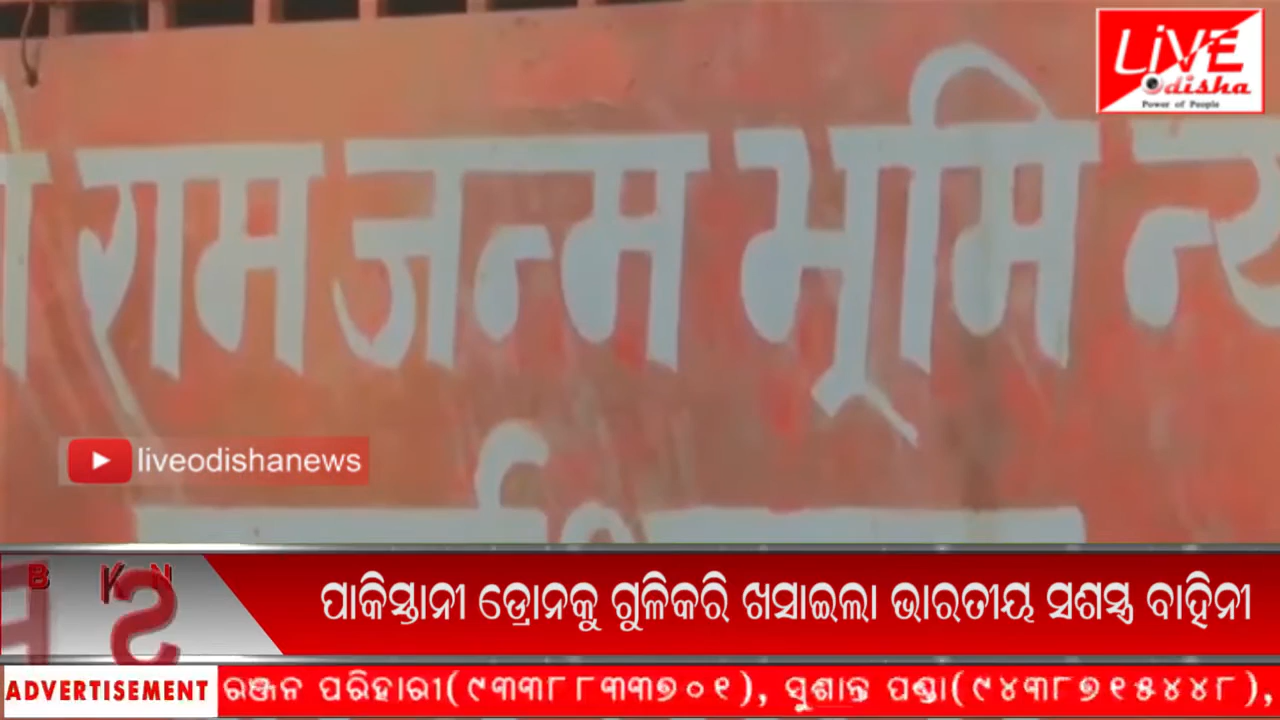 LiVE
Odisha
Power of People
राम जन्म भूमि
liveodishanews
ପାକିସ୍ତାନୀ ଡ୍ରୋନକୁ ଗୁଳିକରି ଖସାଇଲା ଭାରତୀୟ ସଶସ୍ତ୍ର ବାହିନୀ
ADVERTISEMENT ରଞ୍ଜନ ପରିହାରୀ(୯୩୩୮୮୩୩୭୦୧), ସୁଶାନ୍ତ ପଣ୍ଡା(୯୪୩୮୭୧୫୪୪୮),